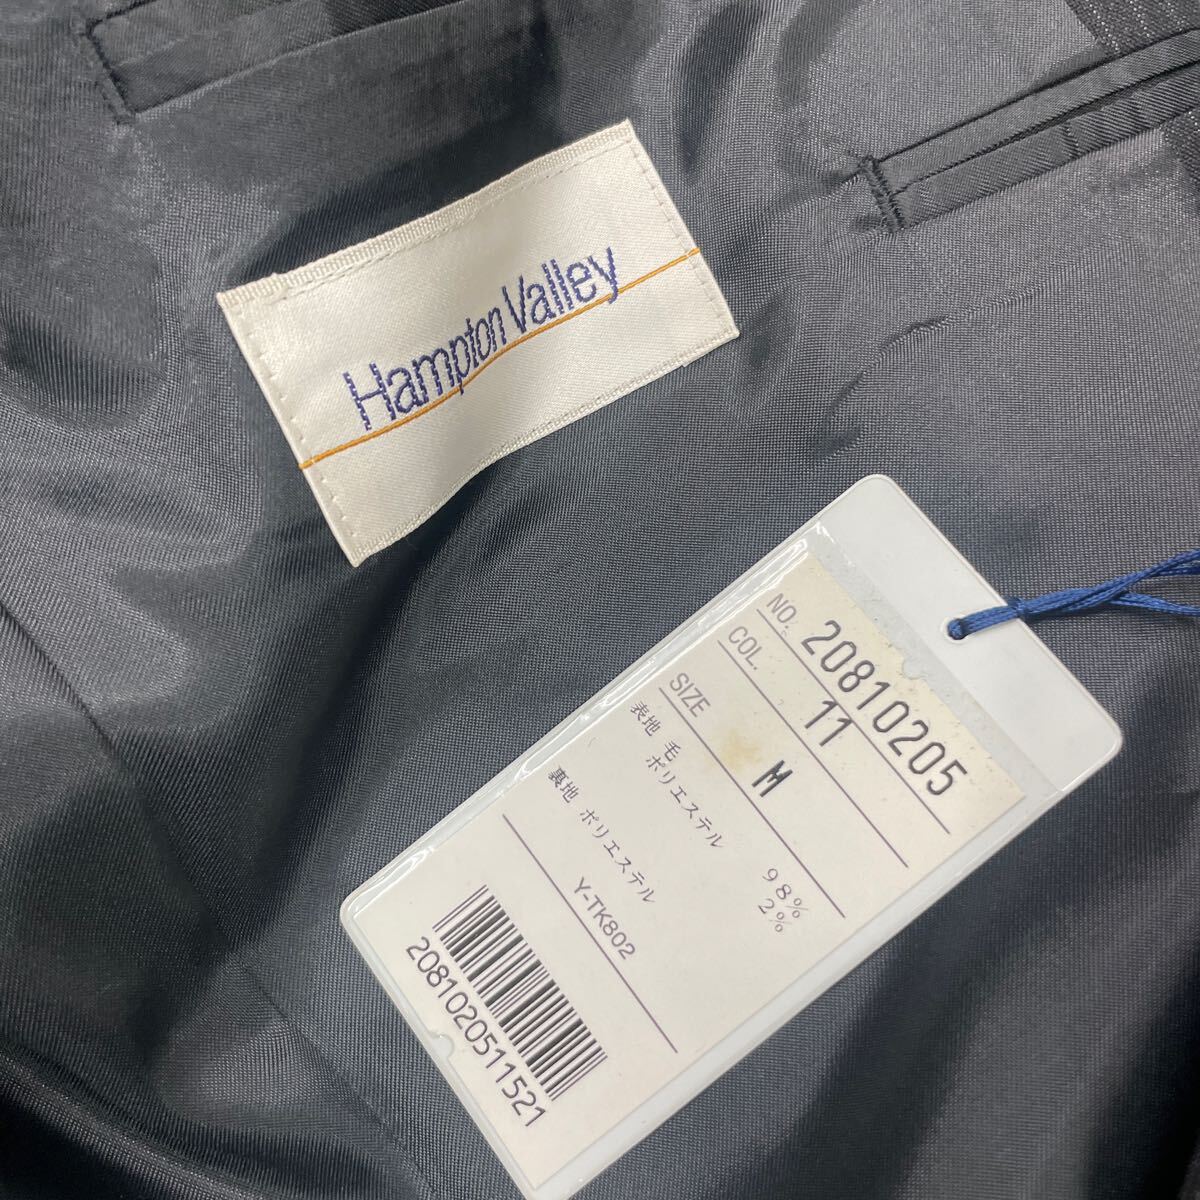 Hampton Valley
NO. 20810205
COL. 11
SIZE M
表地 毛 98%
ポリエステル 2%
裏地 ポリエステル
Y-TK802
2081020511521